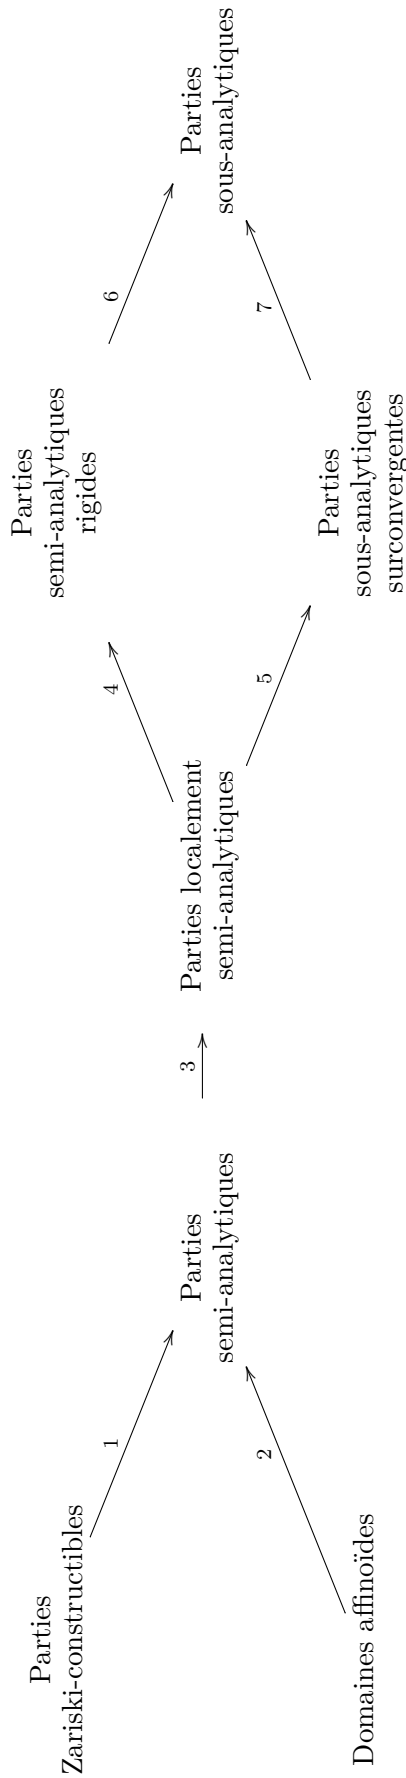 Parties
Zariski-constructibles
1
Domaines affinoïdes
2
Parties
semi-analytiques
3
Parties localement
semi-analytiques
4
5
Parties
semi-analytiques
rigides
Parties
sous-analytiques
surconvergentes
6
7
Parties
sous-analytiques